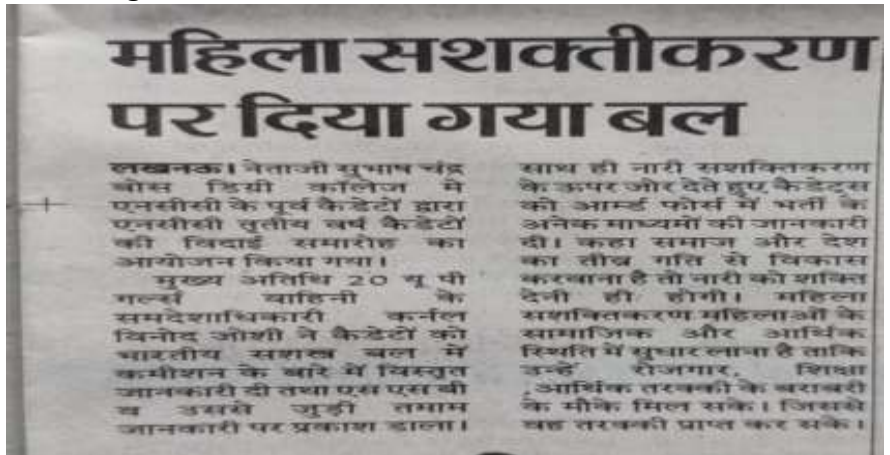 महिला सशक्तीकरण
पर दिया गया बल
लखनऊ। नेताजी सुभाष चंद्र
बोस डिग्री कॉलेज मे
एनसीसी के पूर्व कैडेटों द्वारा
एनसीसी तृतीय वर्ष कैडेटों
की विदाई समारोह का
आयोजन किया गया।
मुख्य अतिथि 20 यू पी
गर्ल्स वाहिनी के
समदेशाधिकारी कर्नल
विनोद जोशी ने कैडेटों को
भारतीय सशस्त्र बल में
कमीशन के बारे में विस्तृत
जानकारी दी तथा एस एस बी
व उससे जुड़ी तमाम
जानकारी पर प्रकाश डाला।
साथ ही नारी सशक्तिकरण
के ऊपर जोर देते हुए कैडेट्स
को आर्म्ड फोर्स में भर्ती के
अनेक माध्यमों की जानकारी
दी। कहा समाज और देश
का तीव्र गति से विकास
करवाना है तो नारी को शक्ति
देनी ही होगी। महिला
सशक्तिकरण महिलाओं के
सामाजिक और आर्थिक
स्थिति में सुधार लाना है ताकि
उन्हें रोजगार, शिक्षा
,आर्थिक तरक्की के बराबरी
के मौके मिल सके। जिससे
वह तरक्की प्राप्त कर सके।